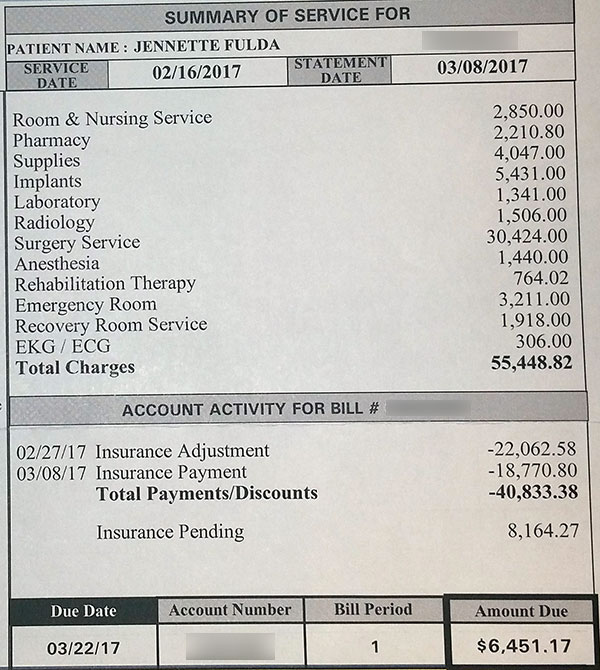 SUMMARY OF SERVICE FOR
PATIENT NAME : JENNETTE FULDA
SERVICE DATE 02/16/2017 STATEMENT DATE 03/08/2017
Room & Nursing Service 2,850.00
Pharmacy 2,210.80
Supplies 4,047.00
Implants 5,431.00
Laboratory 1,341.00
Radiology 1,506.00
Surgery Service 30,424.00
Anesthesia 1,440.00
Rehabilitation Therapy 764.02
Emergency Room 3,211.00
Recovery Room Service 1,918.00
EKG / ECG 306.00
Total Charges 55,448.82
ACCOUNT ACTIVITY FOR BILL #
02/27/17 Insurance Adjustment -22,062.58
03/08/17 Insurance Payment -18,770.80
Total Payments/Discounts -40,833.38
Insurance Pending 8,164.27
Due Date Account Number Bill Period Amount Due
03/22/17 1 $6,451.17